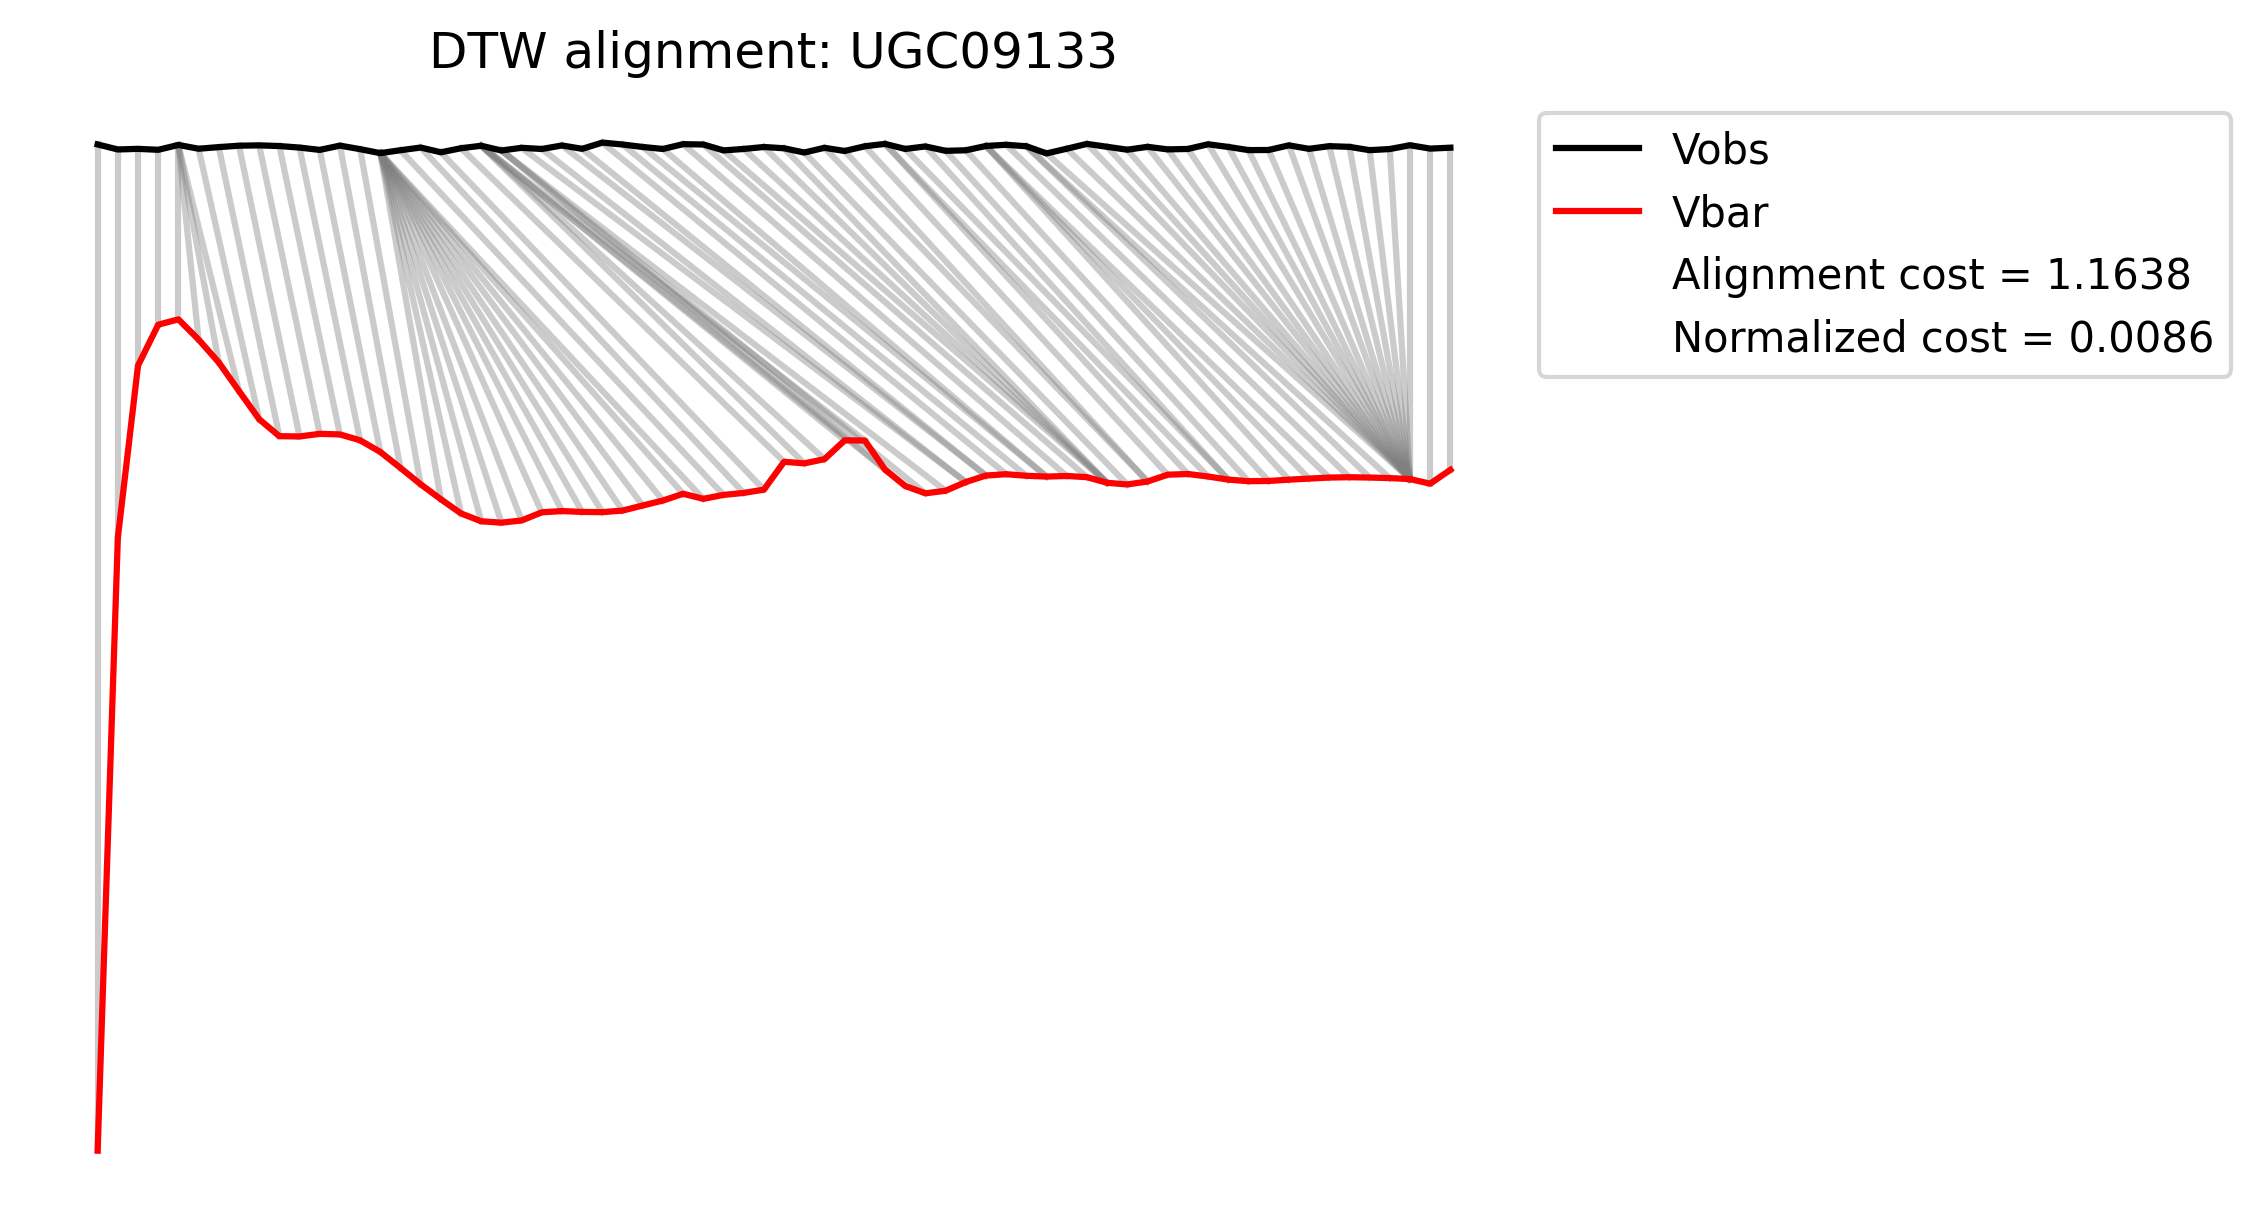 DTW alignment: UGC09133
Vobs
Vbar
Alignment cost = 1.1638
Normalized cost = 0.0086